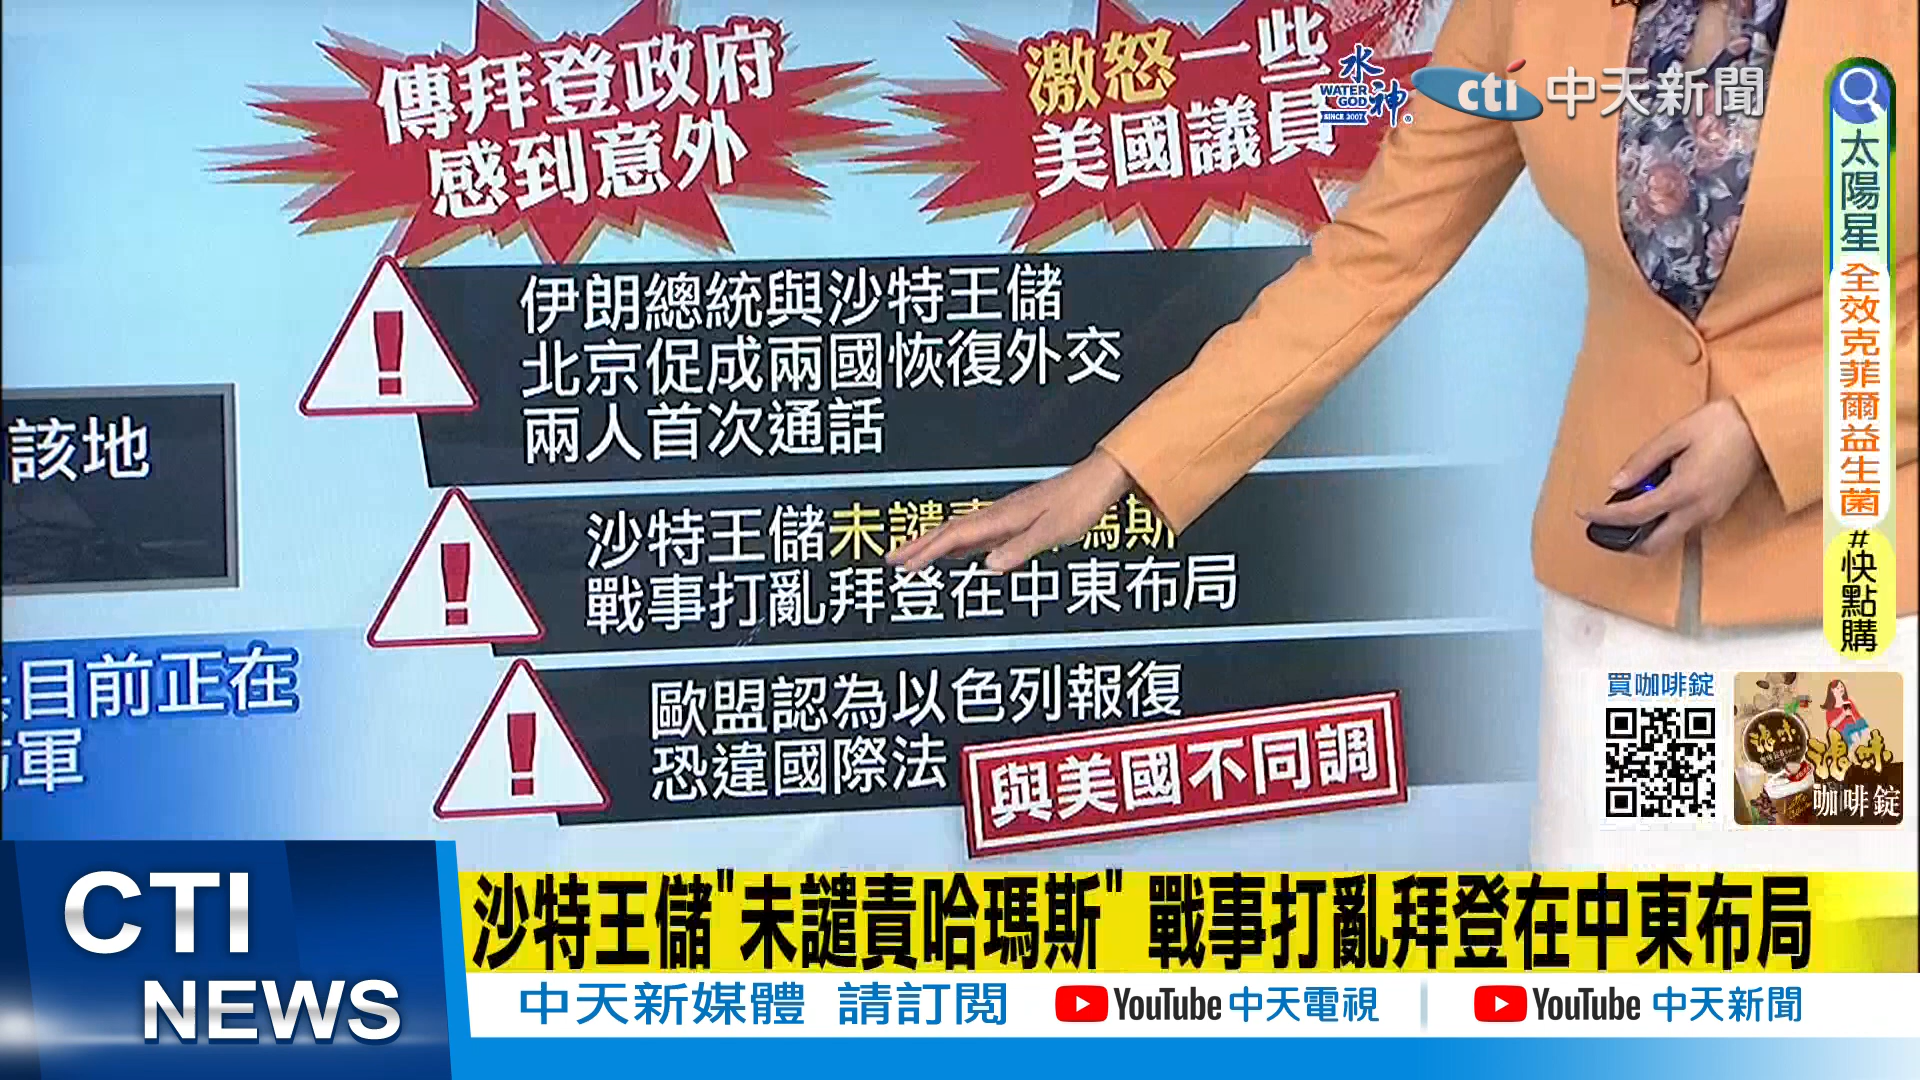 傳拜登政府
感到意外
激怒一些
美國議員
水神
WATER GOD
SINCE 2007
cti 中天新聞
伊朗總統與沙特王儲
北京促成兩國恢復外交
兩人首次通話
沙特王儲未譴
瑪斯
戰事打亂拜登在中東布局
歐盟認為以色列報復
恐違國際法
與美國不同調
該地
目前正在
軍
太陽星
全效克菲爾益生菌
#快點購
買咖啡錠
滤味
咖啡錠
CTI
NEWS
沙特王儲"未譴責哈瑪斯" 戰事打亂拜登在中東布局
中天新媒體 請訂閱 YouTube 中天電視 YouTube 中天新聞